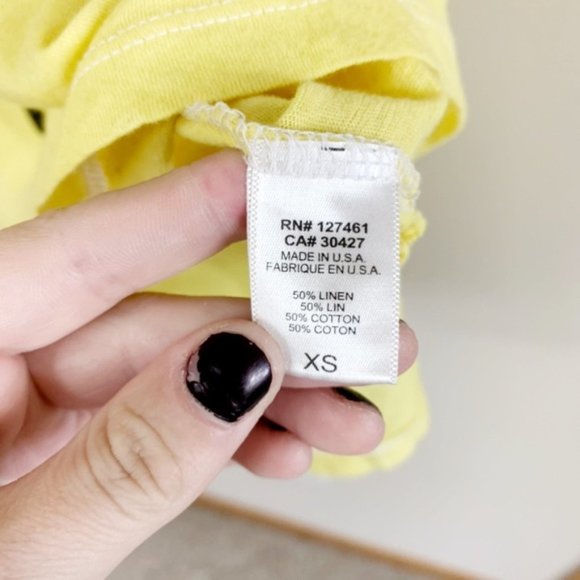 RN# 127461
CA# 30427
MADE IN U.S.A.
FABRIQUE EN U.S.A.
50% LINEN
50% LIN
50% COTTON
50% COTON
XS